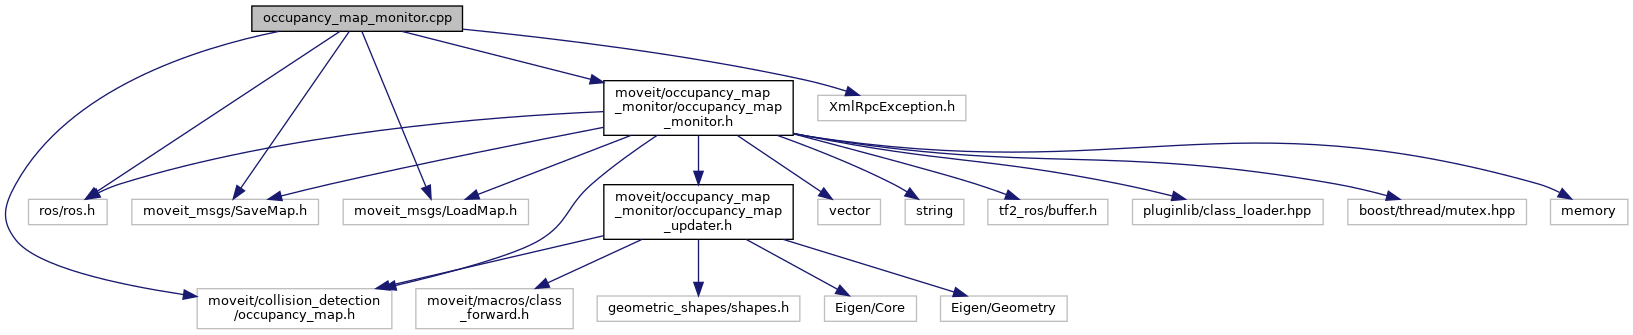 occupancy_map_monitor.cpp
moveit/occupancy_map
_monitor/occupancy_map
_monitor.h
XmlRpcException.h
ros/ros.h
moveit_msgs/SaveMap.h
moveit_msgs/LoadMap.h
moveit/occupancy_map
_monitor/occupancy_map
_updater.h
vector
string
tf2_ros/buffer.h
pluginlib/class_loader.hpp
boost/thread/mutex.hpp
memory
moveit/collision_detection
/occupancy_map.h
moveit/macros/class
_forward.h
geometric_shapes/shapes.h
Eigen/Core
Eigen/Geometry